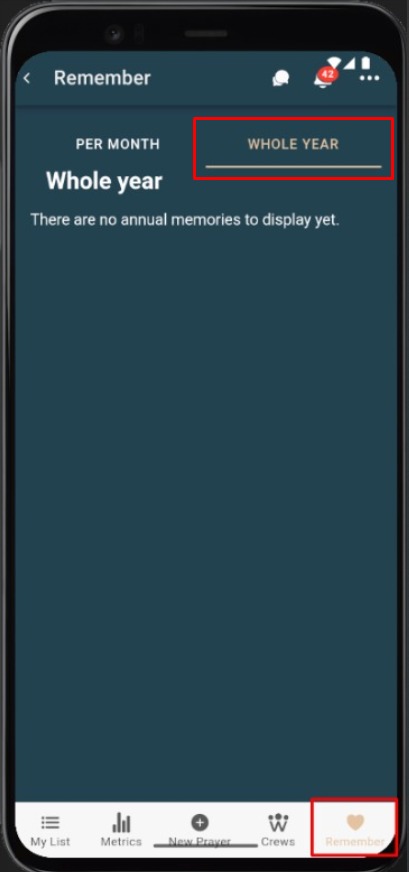 Remember
42
PER MONTH
WHOLE YEAR
Whole year
There are no annual memories to display yet.
My List
Metrics
New Prayer
Crews
Remember